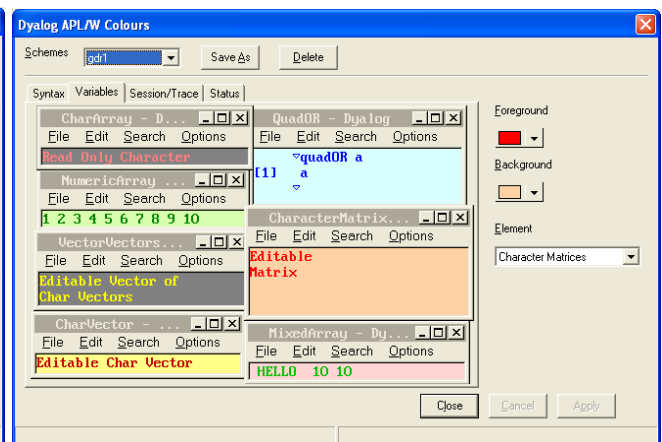 Dyalog APL/W Colours
Schemes gdr1 Save As Delete
Syntax Variables Session/Trace Status
CharArray - D...
File Edit Search Options
Read Only Character
NumericArray ...
File Edit Search Options
1 2 3 4 5 6 7 8 9 10
VectorVectors...
File Edit Search Options
Editable Vector of
Char Vectors
CharVector - ...
File Edit Search Options
Editable Char Vector
QuadOR - Dyalog
File Edit Search Options
▽quadOR a
[1] a
▽
CharacterMatrix...
File Edit Search Options
Editable
Matrix
MixedArray - Dy...
File Edit Search Options
HELLO 10 10
Foreground
Background
Element
Character Matrices
Close Cancel Apply